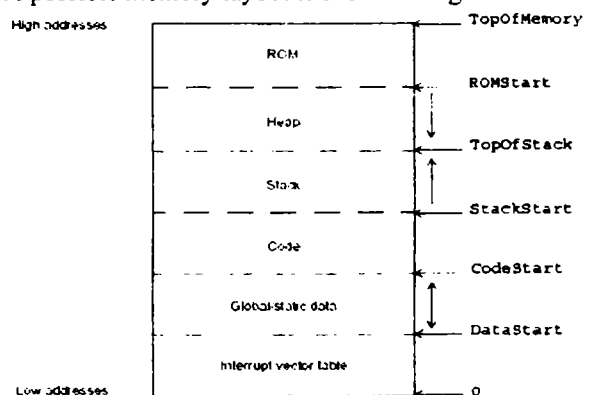 High addresses
TopOfMemory
ROM
ROMStart
Heap
TopOfStack
Stack
StackStart
Code
CodeStart
Global-static data
DataStart
Interrupt vector table
Low addresses
0